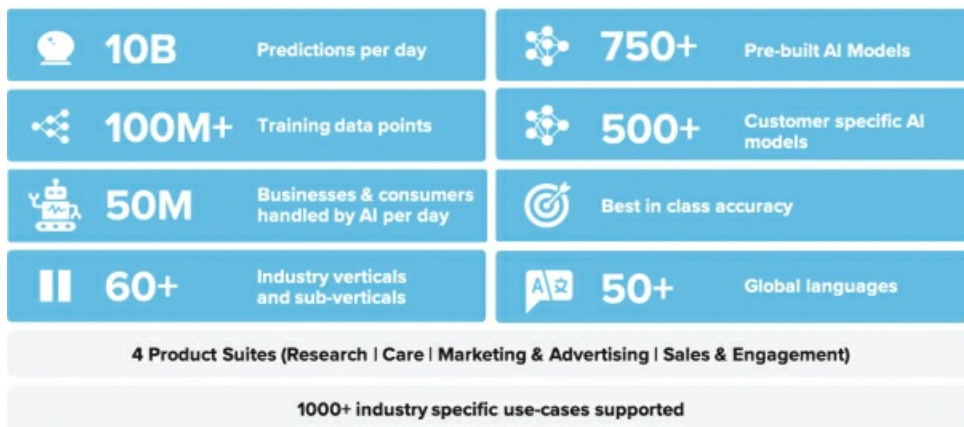 10B Predictions per day
750+ Pre-built AI Models
100M+ Training data points
500+ Customer specific AI
models
50M Businesses & consumers
handled by AI per day
Best in class accuracy
60+ Industry verticals
and sub-verticals
A 文 50+ Global languages
4 Product Suites (Research | Care | Marketing & Advertising | Sales & Engagement)
1000+ industry specific use-cases supported